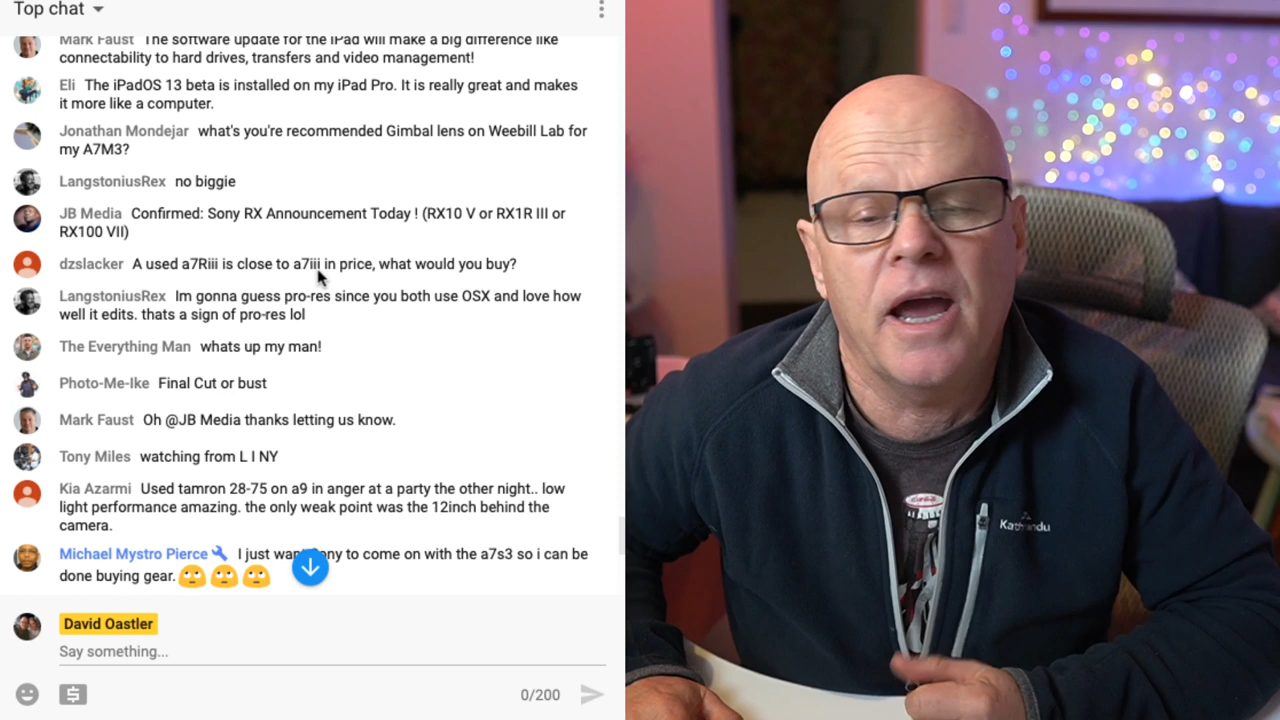 Top chat
Mark Faust The software update for the iPad will make a big difference like
connectability to hard drives, transfers and video management!
Eli The iPadOS 13 beta is installed on my iPad Pro. It is really great and makes
it more like a computer.
Jonathan Mondejar what's you're recommended Gimbal lens on Weebill Lab for
my A7M3?
LangstoniusRex no biggie
JB Media Confirmed: Sony RX Announcement Today ! (RX10 V or RX1R III or
RX100 VII)
dzslacker A used a7Riii is close to a7iii in price, what would you buy?
LangstoniusRex Im gonna guess pro-res since you both use OSX and love how
well it edits. thats a sign of pro-res lol
The Everything Man whats up my man!
Photo-Me-Ike Final Cut or bust
Mark Faust Oh @JB Media thanks letting us know.
Tony Miles watching from L I NY
Kia Azarmi Used tamron 28-75 on a9 in anger at a party the other night.. low
light performance amazing. the only weak point was the 12inch behind the
camera.
Michael Mystro Pierce I just want Sony to come on with the a7s3 so i can be
done buying gear. 🙄 🙄 🙄
David Oastler
Say something...
0/200
Kathmandu